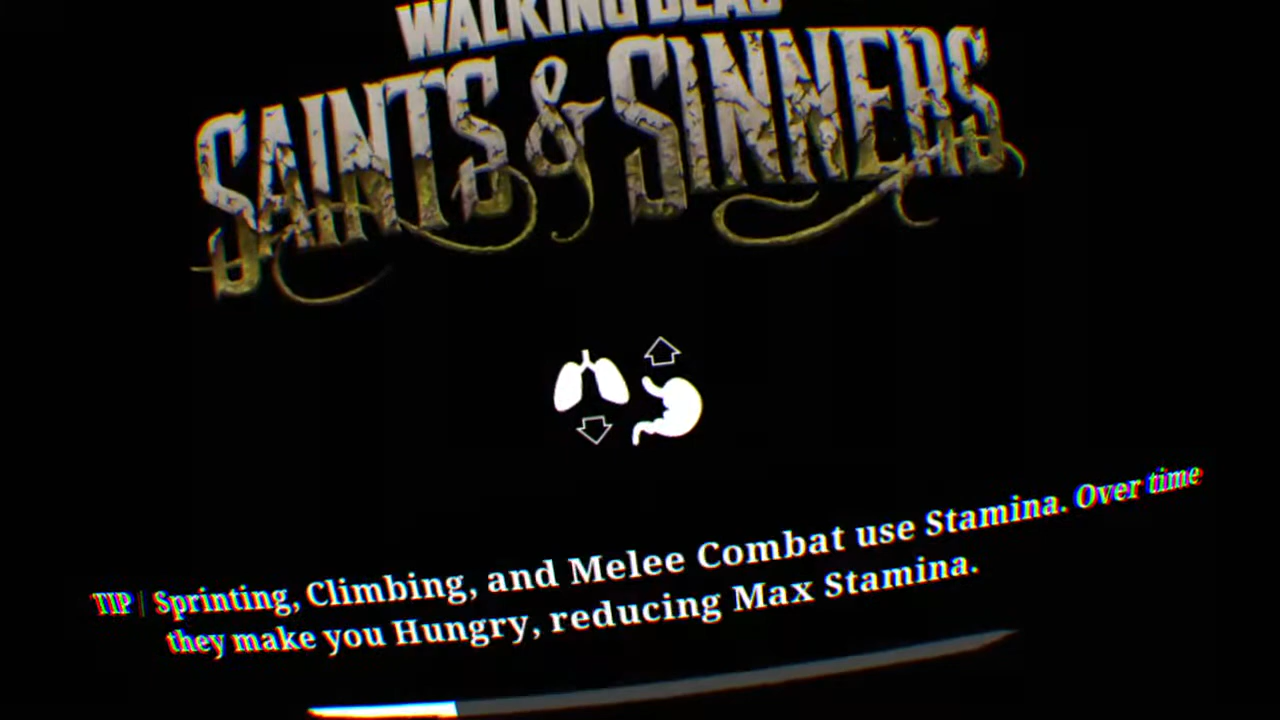 WALKING DEAD
SAINTS & SINNERS
TIP | Sprinting, Climbing, and Melee Combat use Stamina. Over time
they make you Hungry, reducing Max Stamina.